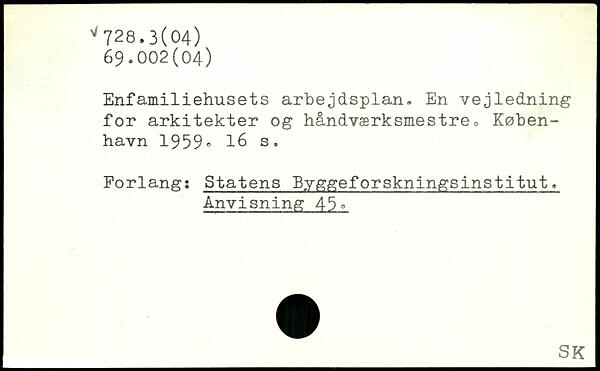 √728.3(04)
69.002(04)
Enfamiliehusets arbejdsplan. En vejledning
for arkitekter og håndværksmestre. Køben-
havn 1959. 16 s.
Forlang: Statens Byggeforskningsinstitut.
Anvisning 45.
SK